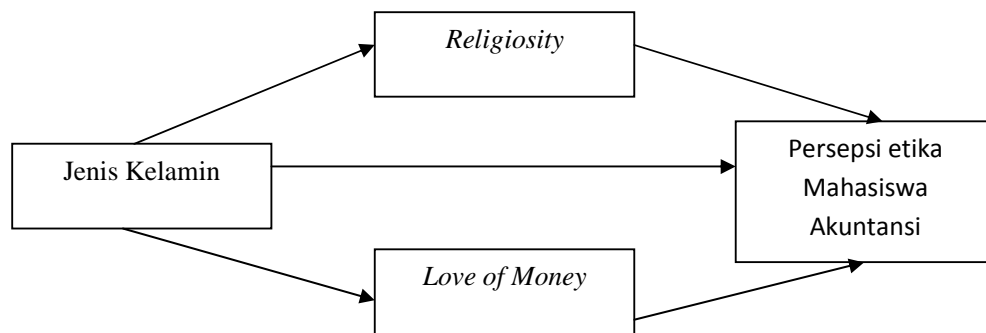 Religiosity
Jenis Kelamin
Persepsi etika
Mahasiswa
Akuntansi
Love of Money